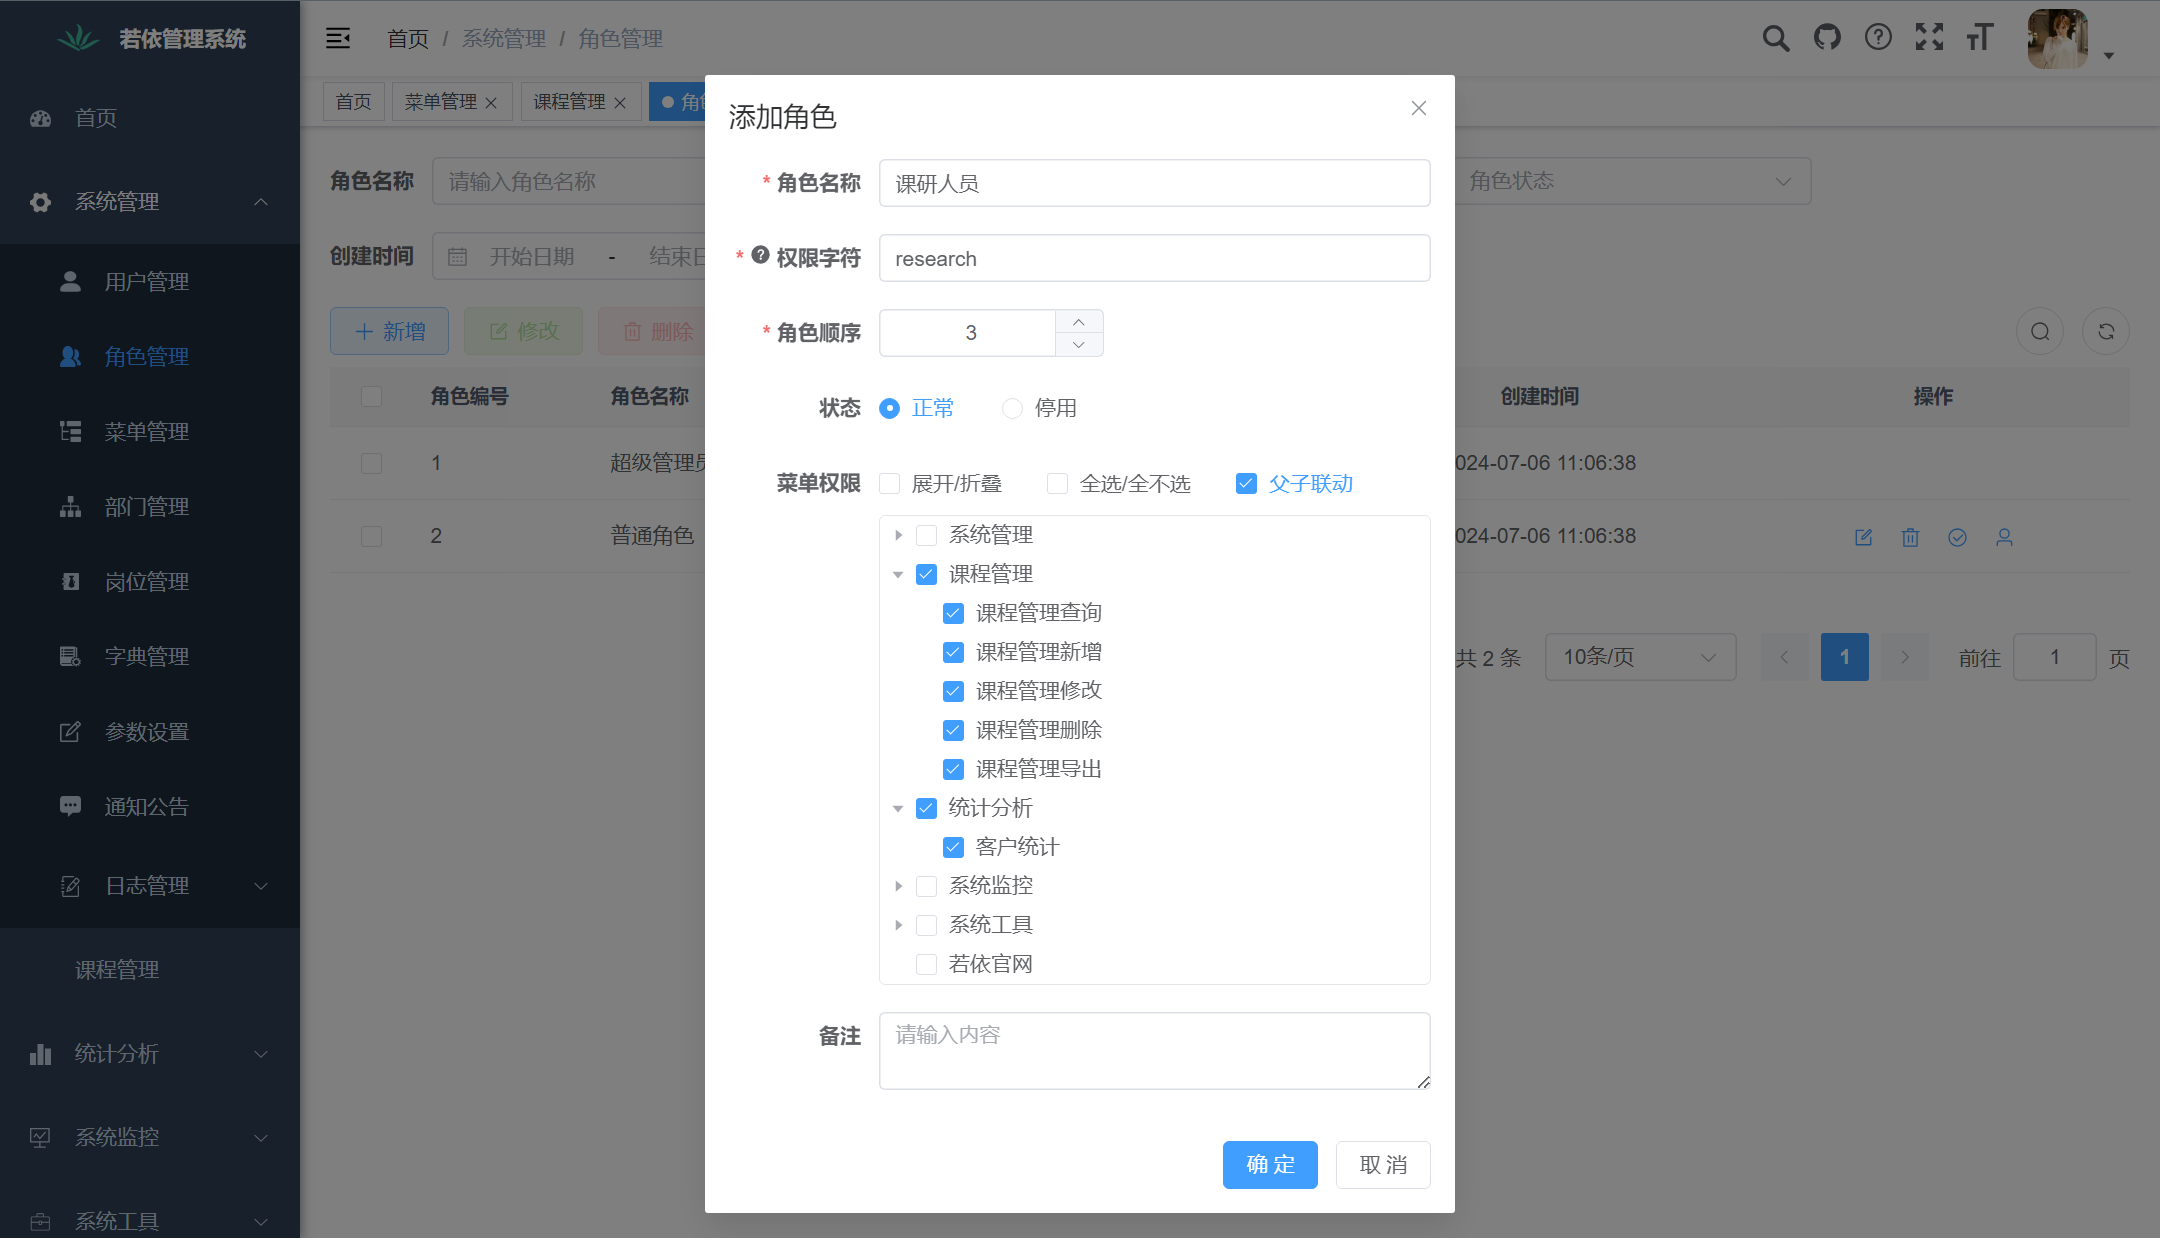 若依管理系统
首页
系统管理
用户管理
角色管理
菜单管理
部门管理
岗位管理
字典管理
参数设置
通知公告
日志管理
课程管理
统计分析
系统监控
系统工具
首页 / 系统管理 / 角色管理
首页 菜单管理 课程管理
角色名称 请输入角色名称 角色状态
创建时间 开始日期 - 结束日
新增 修改 删除
角色编号 角色名称 创建时间 操作
1 超级管理员 024-07-06 11:06:38
2 普通角色 024-07-06 11:06:38
共 2 条 10条/页 1 前往 1 页
添加角色
* 角色名称 课研人员
* 权限字符 research
* 角色顺序 3
状态 正常 停用
菜单权限 展开/折叠 全选/全不选 父子联动
系统管理
课程管理
课程管理查询
课程管理新增
课程管理修改
课程管理删除
课程管理导出
统计分析
客户统计
系统监控
系统工具
若依官网
备注 请输入内容
确 定 取 消